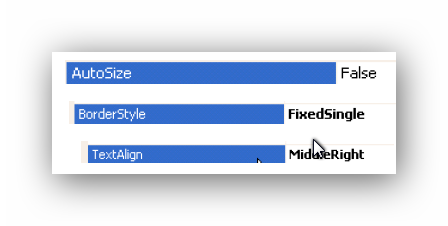 AutoSize False
BorderStyle FixedSingle
TextAlign MiddleRight